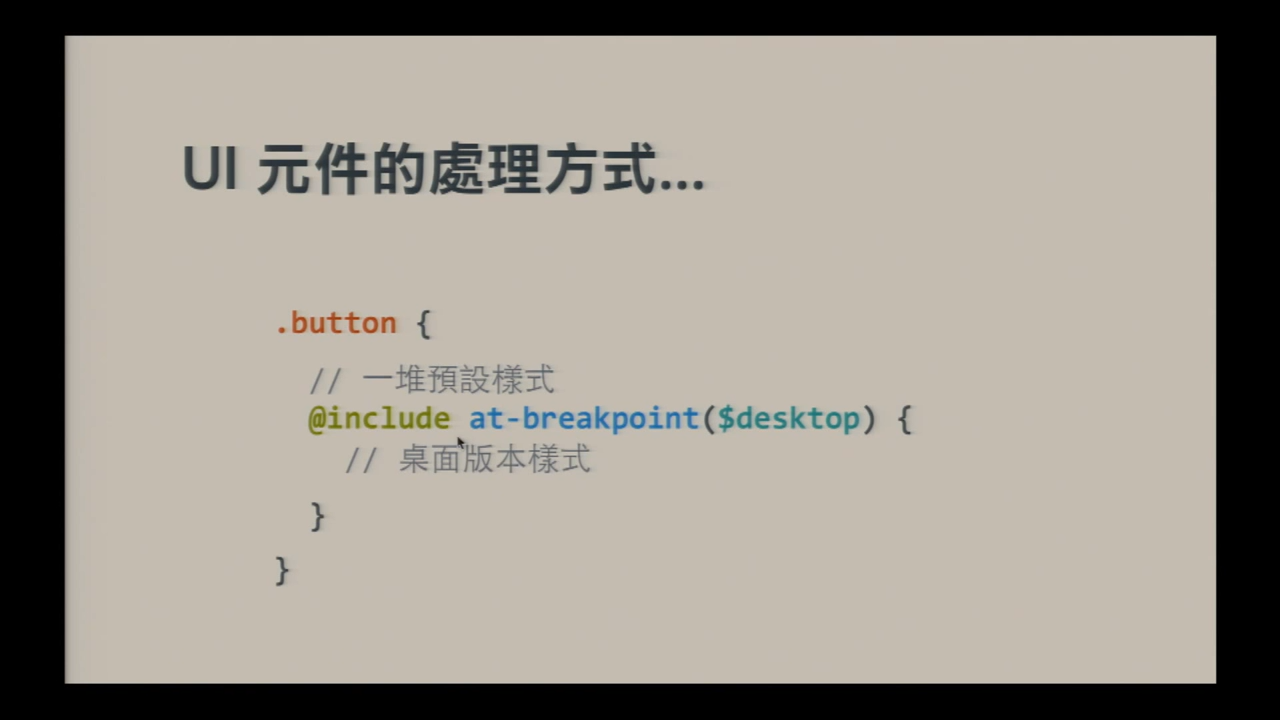 UI 元件的處理方式...
.button {
// 一堆預設樣式
@include at-breakpoint($desktop) {
// 桌面版本樣式
}
}